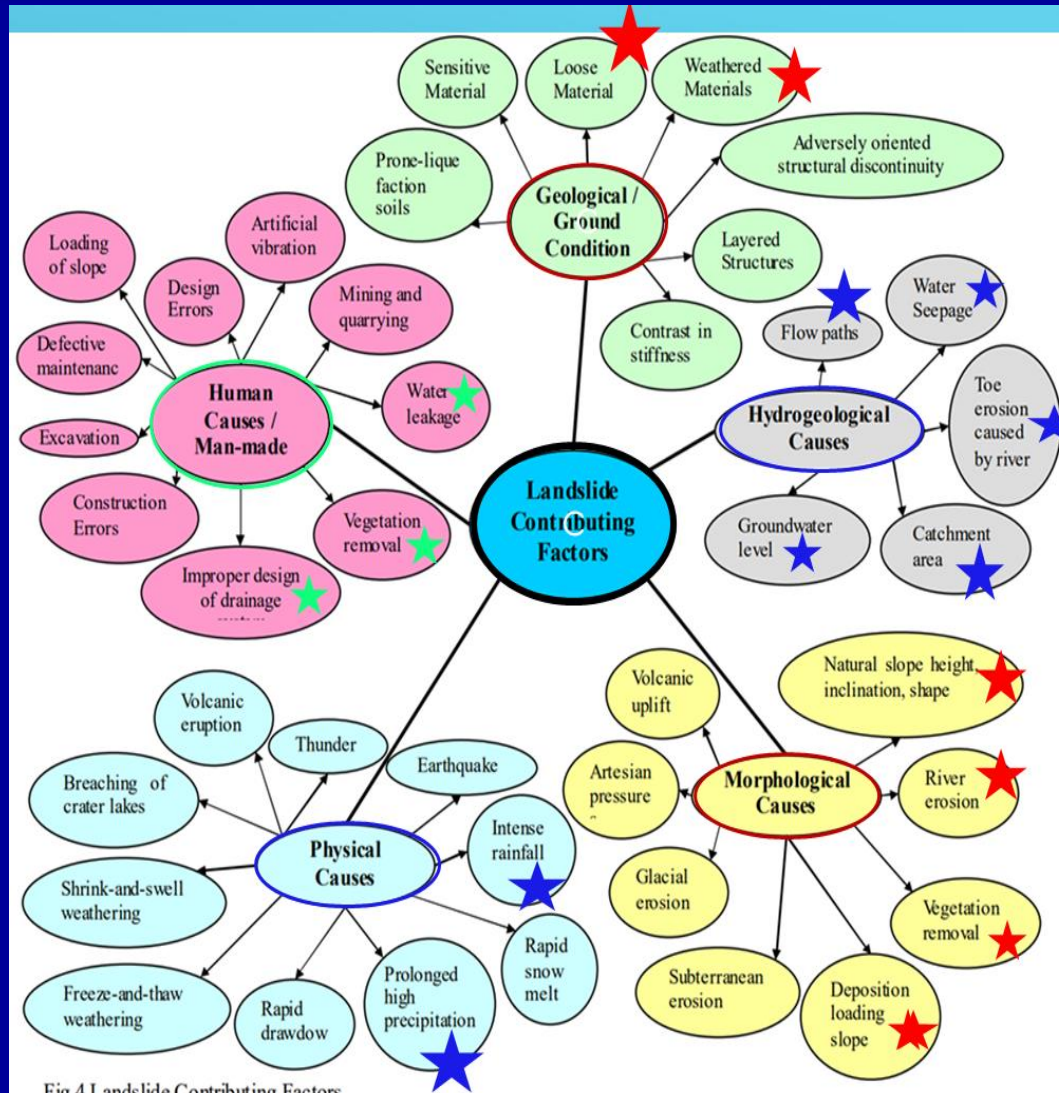 Sensitive
Material
Loose
Material
Weathered
Materials
Prone-lique
faction
soils
Adversely oriented
structural discontinuity
Geological /
Ground
Condition
Layered
Structures
Contrast in
stiffness
Loading
of slope
Artificial
vibration
Design
Errors
Mining and
quarrying
Defective
maintenanc
Human
Causes /
Man-made
Water
leakage
Excavation
Construction
Errors
Vegetation
removal
Improper design
of drainage
Flow paths
Water
Seepage
Hydrogeological
Causes
Toe
erosion
caused
by river
Groundwater
level
Catchment
area
Landslide
Contributing
Factors
Volcanic
eruption
Thunder
Earthquake
Breaching of
crater lakes
Physical
Causes
Intense
rainfall
Shrink-and-swell
weathering
Freeze-and-thaw
weathering
Rapid
drawdow
Prolonged
high
precipitation
Rapid
snow
melt
Volcanic
uplift
Natural slope height,
inclination, shape
Artesian
pressure
Morphological
Causes
River
erosion
Glacial
erosion
Vegetation
removal
Subterranean
erosion
Deposition
loading
slope
Fig.4 Landslide Contributing Factors